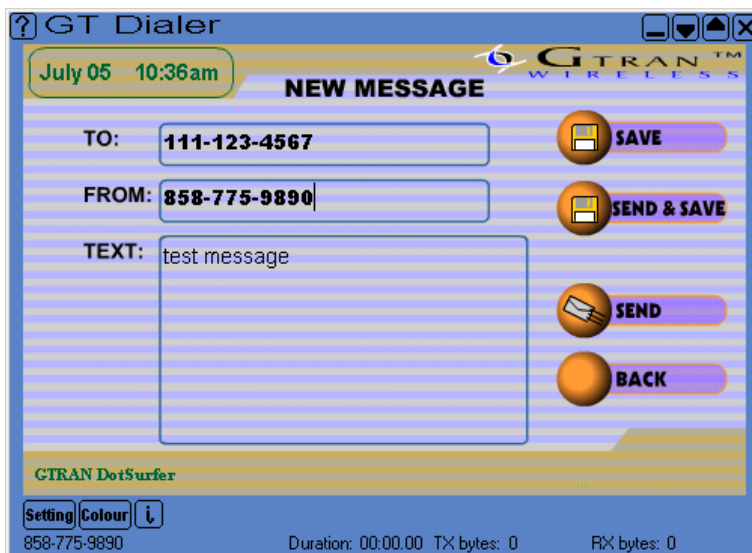 ? GT Dialer
July 05 10:36am
GTRAN™
WIRELESS
NEW MESSAGE
TO: 111-123-4567
SAVE
FROM: 858-775-9890
SEND & SAVE
TEXT: test message
SEND
BACK
GTRAN DotSurfer
Setting Colour i
858-775-9890 Duration: 00:00.00 TX bytes: 0 RX bytes: 0